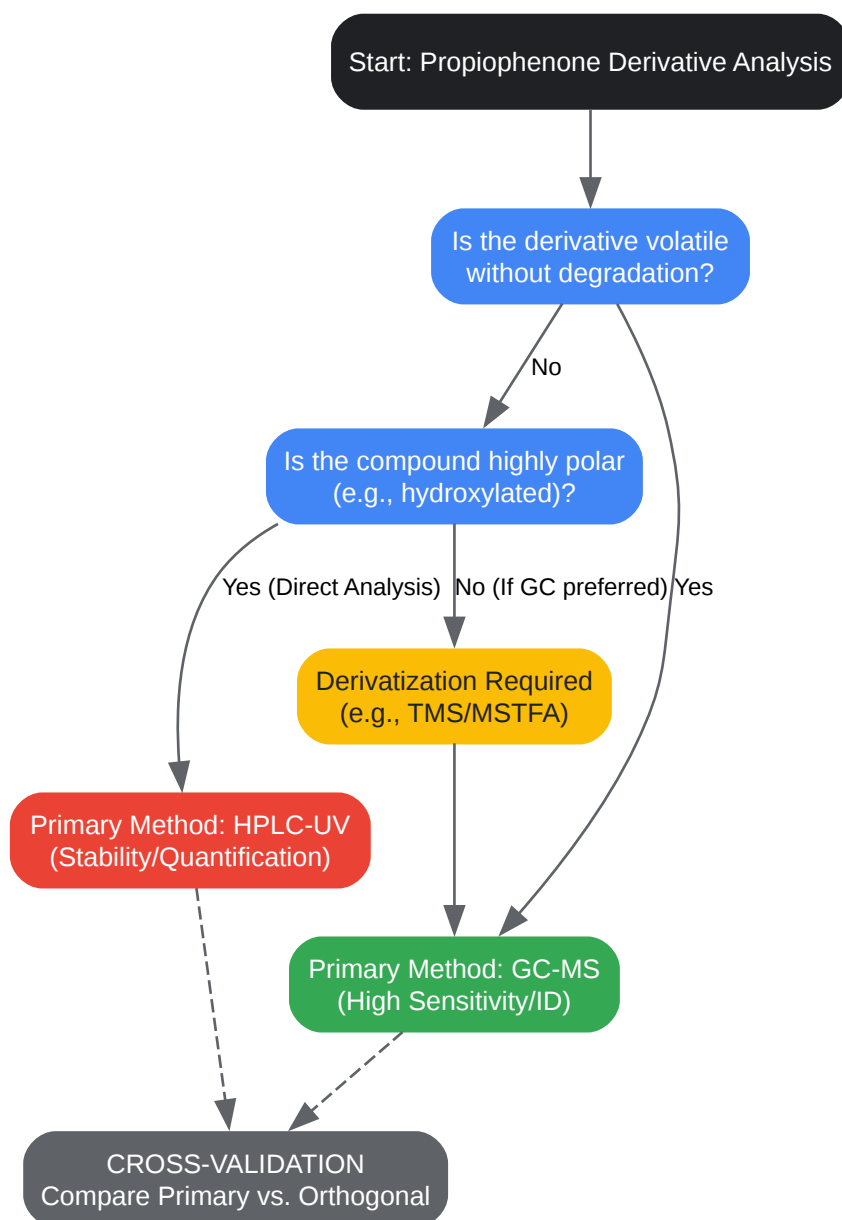 Start: Propiophenone Derivative Analysis
Is the derivative volatile
without degradation?
No
Is the compound highly polar
(e.g., hydroxylated)?
Yes (Direct Analysis)
No (If GC preferred)
Yes
Derivatization Required
(e.g., TMS/MSTFA)
Primary Method: HPLC-UV
(Stability/Quantification)
Primary Method: GC-MS
(High Sensitivity/ID)
CROSS-VALIDATION
Compare Primary vs. Orthogonal